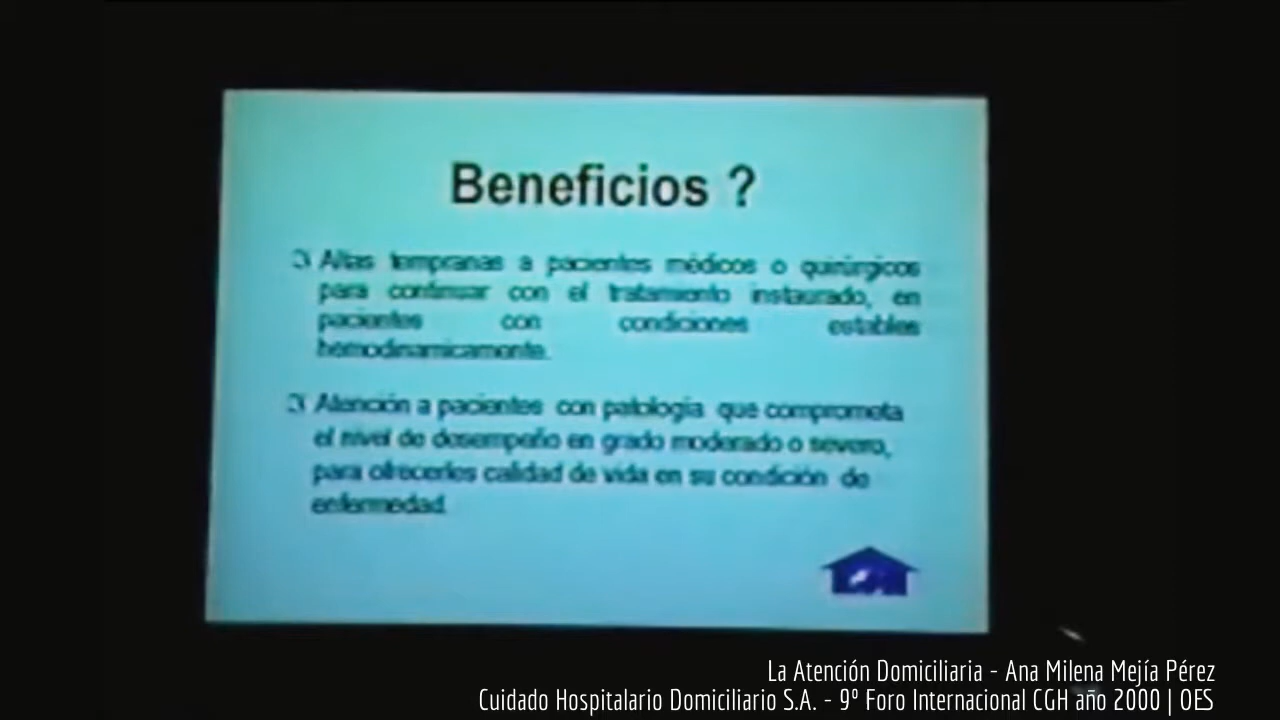 Beneficios ?
Altas tempranas a pacientes médicos o quirúrgicos
para continuar con el tratamiento instaurado, en
pacientes con condiciones estables
hemodinamicamente.
Atención a pacientes con patología que comprometa
el nivel de desempeño en grado moderado o severo,
para ofrecerles calidad de vida en su condición de
enfermedad.
La Atención Domiciliaria - Ana Milena Mejía Pérez
Cuidado Hospitalario Domiciliario S.A. - 9º Foro Internacional CGH año 2000 | OES